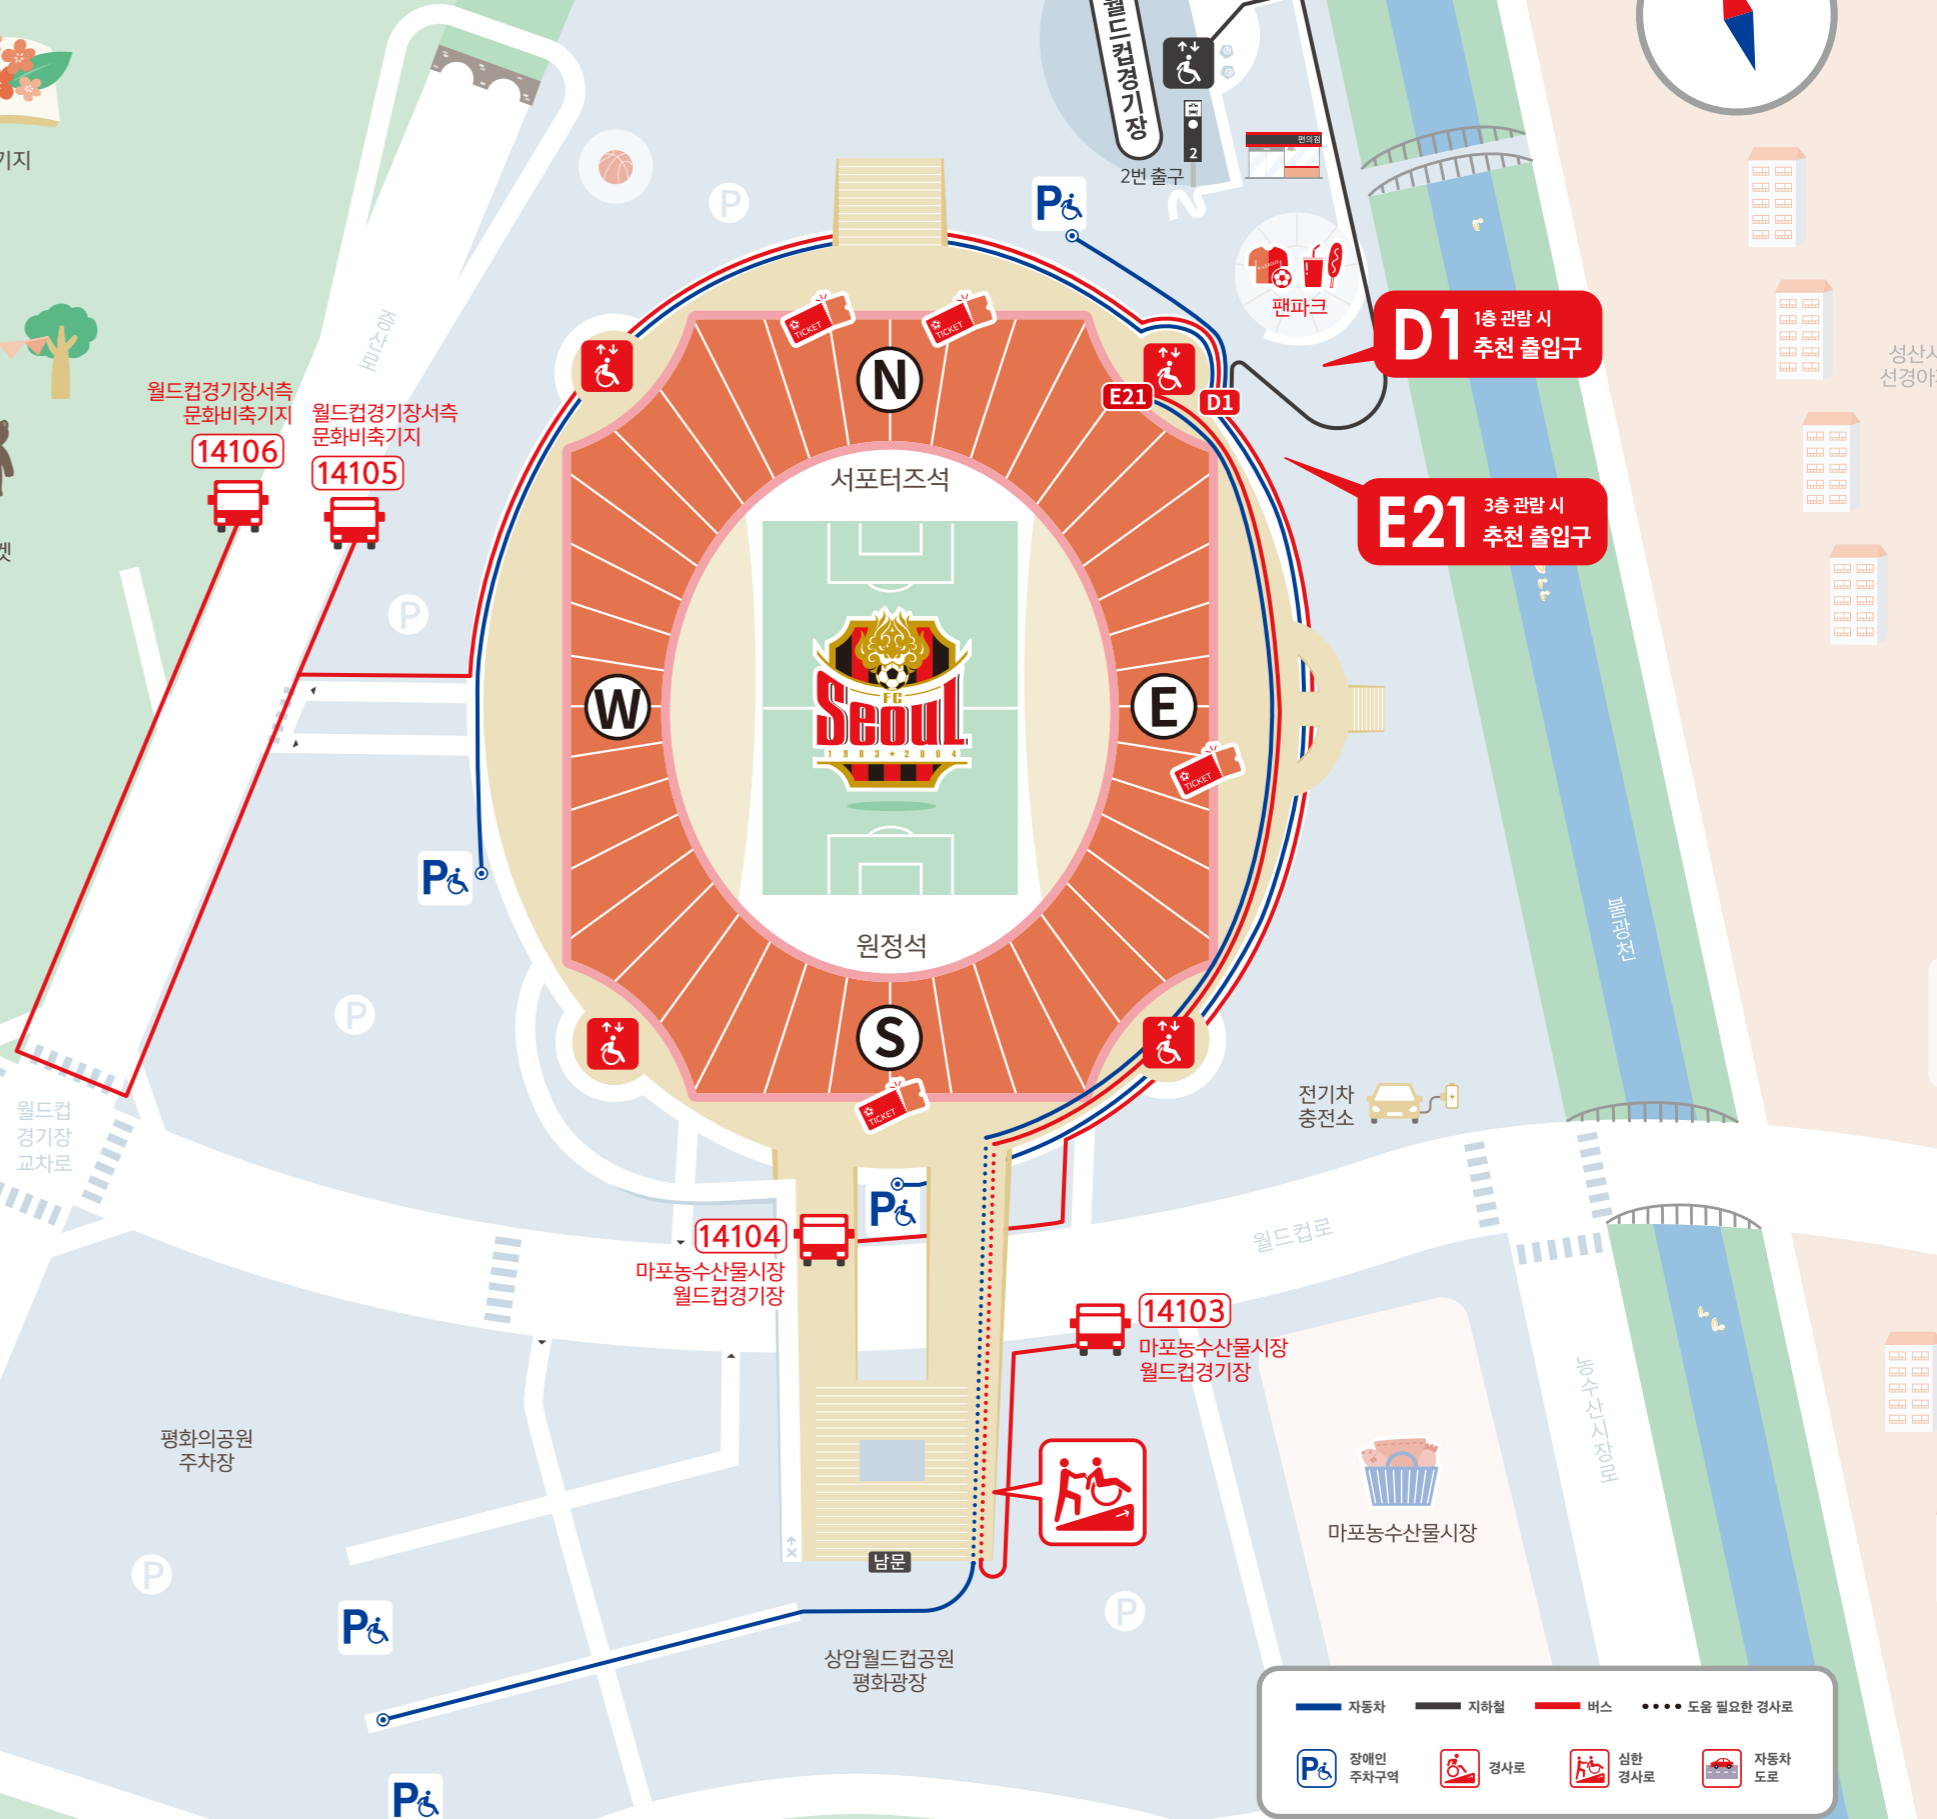 기지
월드컵경기장
2
2번 출구
편의점
P
P
팬파크
D1 1층 관람 시
추천 출입구
성산시
선경아
증산로
TICKET
TICKET
N
E21
D1
월드컵경기장서측
문화비축기지
14106
월드컵경기장서측
문화비축기지
14105
서포터즈석
E21 3층 관람 시
추천 출입구
켓
P
FC
Seoul
1983★2004
W
E
TICKET
P
불광천
원정석
P
S
TICKET
전기차
충전소
월드컵
경기장
교차로
P
14104
마포농수산물시장
월드컵경기장
월드컵로
14103
마포농수산물시장
월드컵경기장
농수산시장로
평화의공원
주차장
마포농수산물시장
남문
P
P
P
상암월드컵공원
평화광장
P
자동차
지하철
버스
도움 필요한 경사로
P
장애인
주차구역
경사로
심한
경사로
자동차
도로